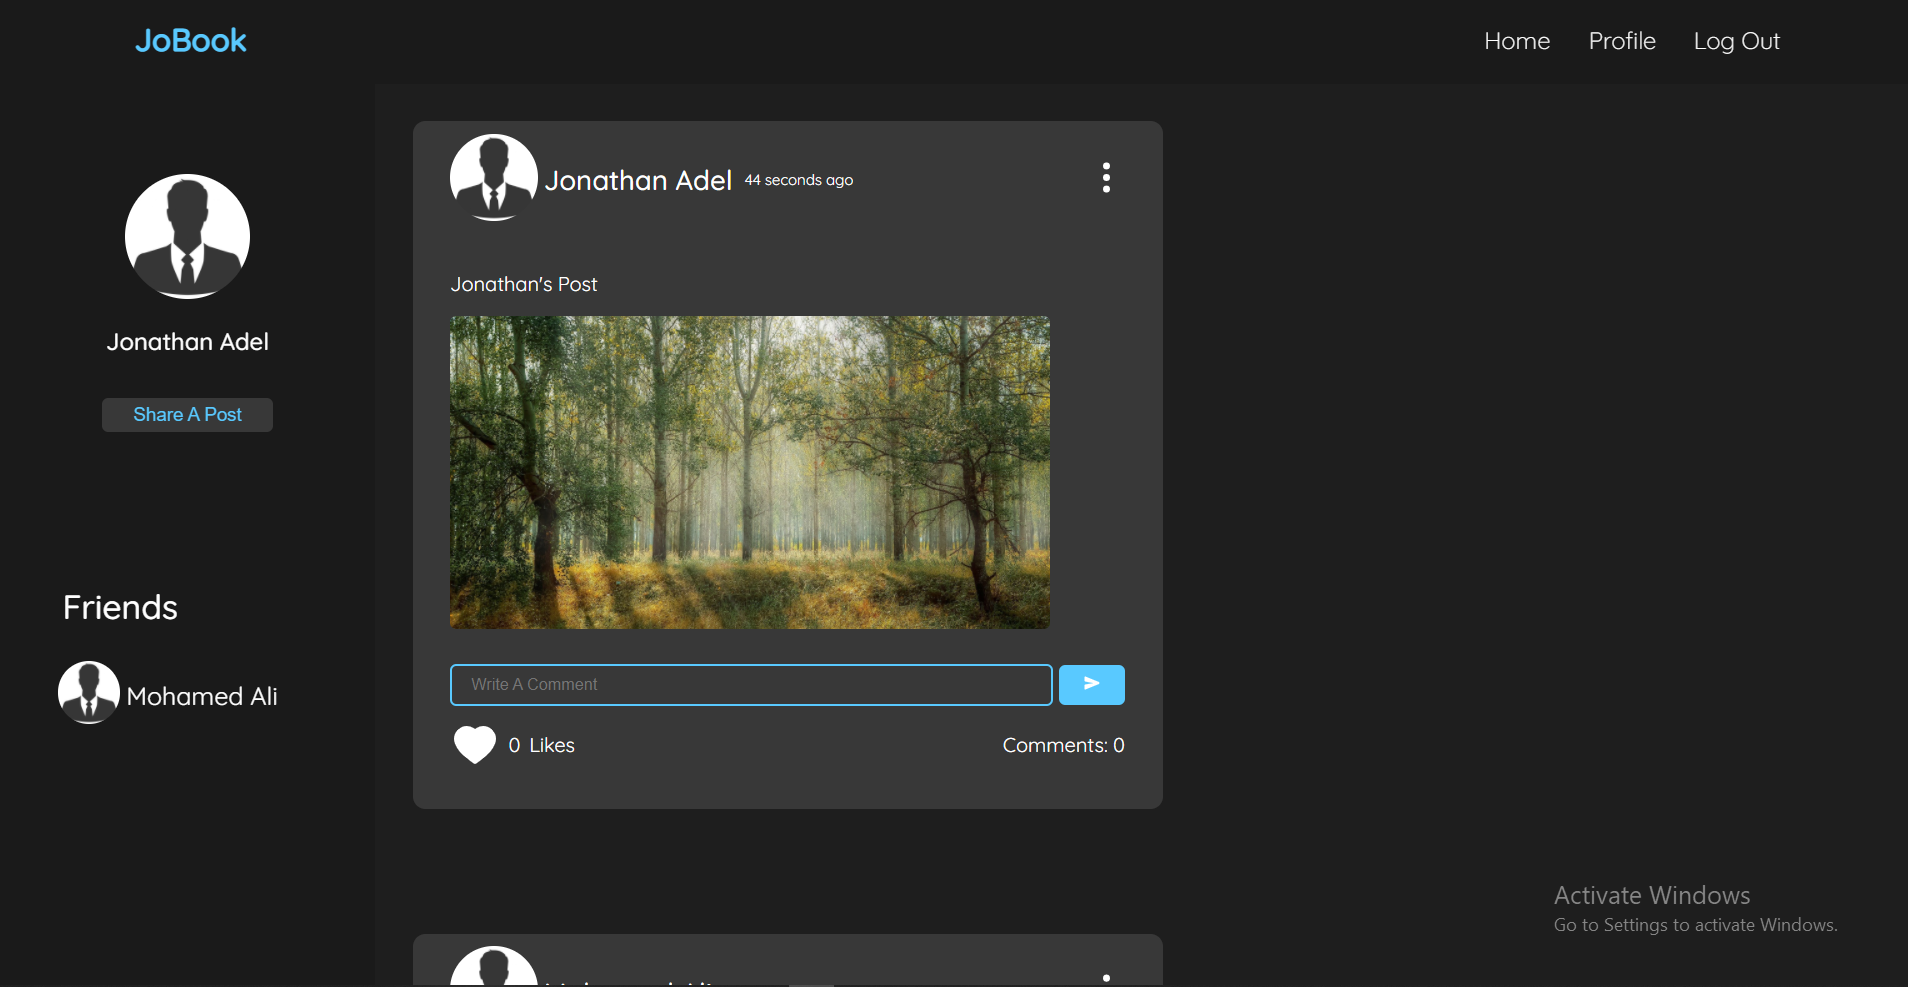 JoBook
Home Profile Log Out
Jonathan Adel
Share A Post
Friends
Mohamed Ali
Jonathan Adel 44 seconds ago
Jonathan's Post
Write A Comment
0 Likes
Comments: 0
Activate Windows
Go to Settings to activate Windows.